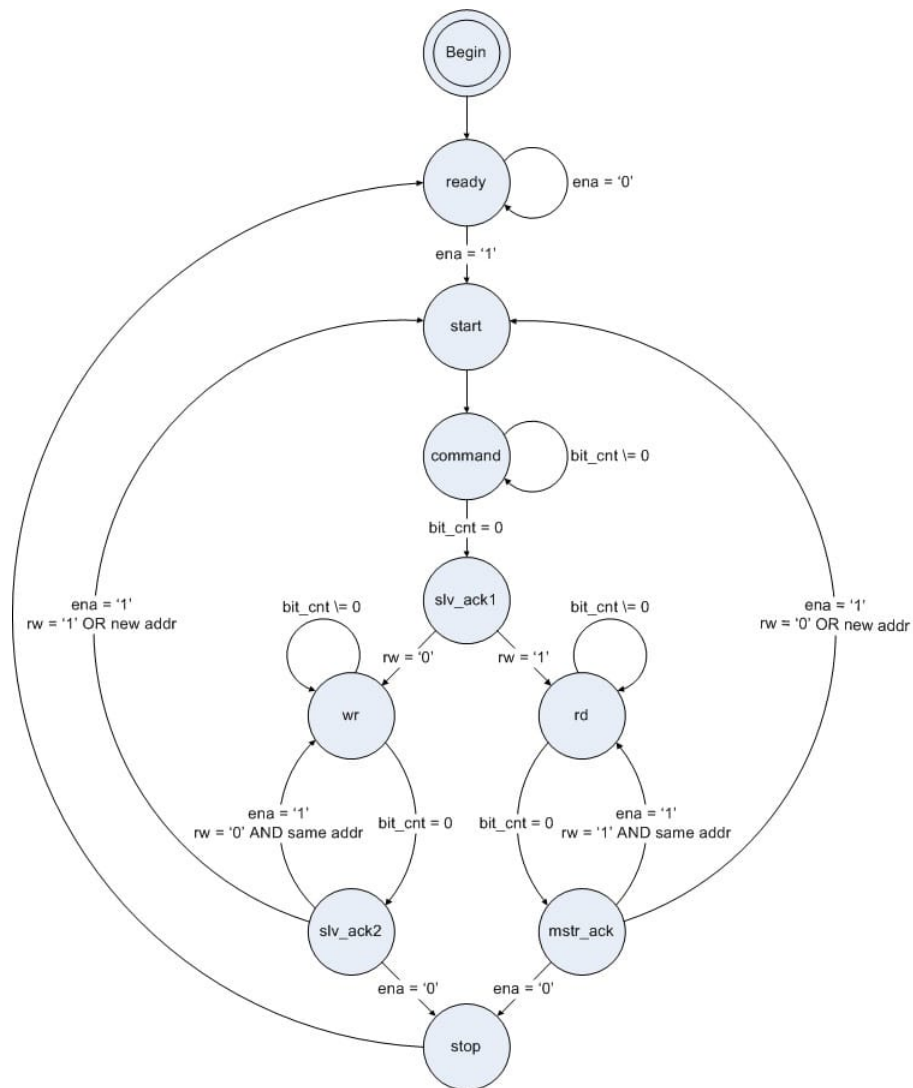 Begin
ready
ena = ‘0’
ena = ‘1’
start
command
bit_cnt \= 0
bit_cnt = 0
slv_ack1
ena = ‘1’
rw = ‘1’ OR new addr
bit_cnt \= 0
bit_cnt \= 0
ena = ‘1’
rw = ‘0’ OR new addr
rw = ‘0’
rw = ‘1’
wr
rd
ena = ‘1’
rw = ‘0’ AND same addr
bit_cnt = 0
bit_cnt = 0
ena = ‘1’
rw = ‘1’ AND same addr
slv_ack2
mstr_ack
ena = ‘0’
ena = ‘0’
stop